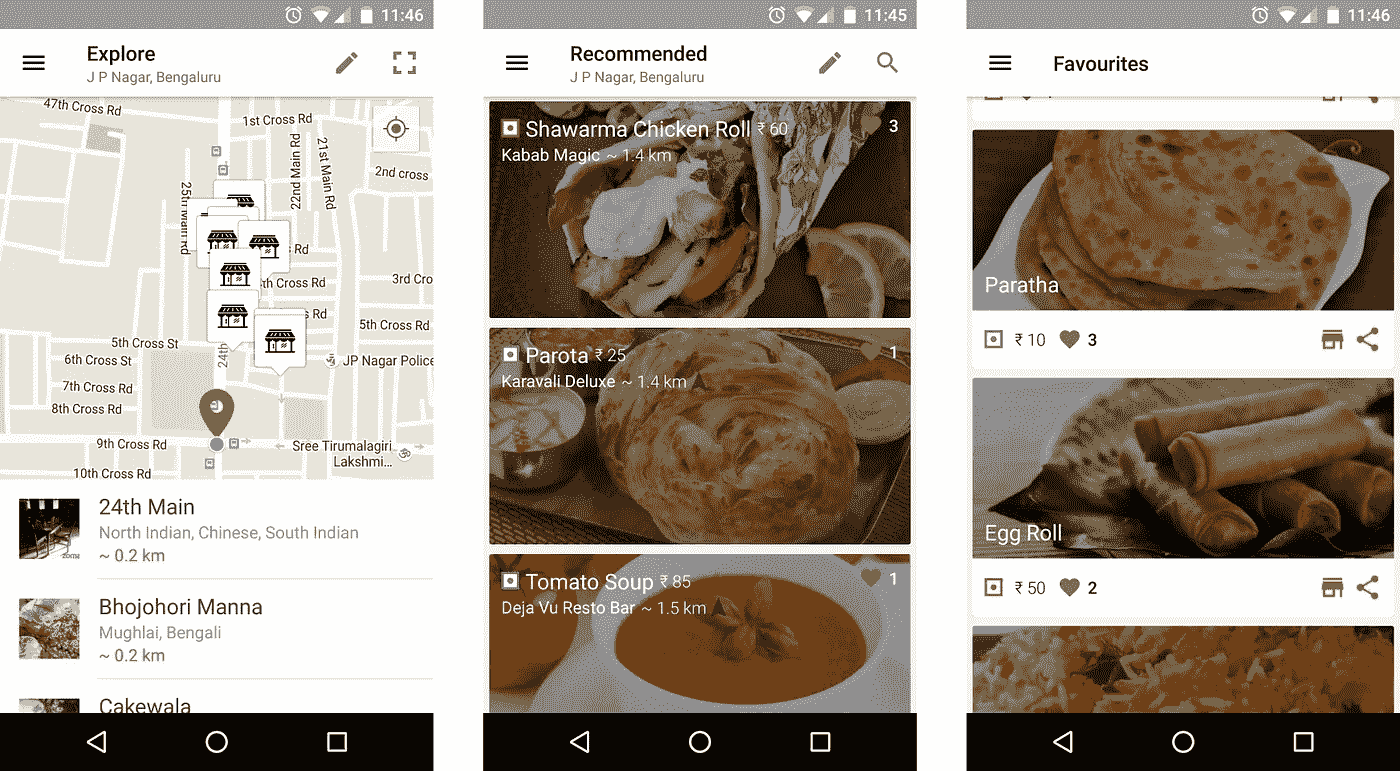 11:46
Explore
J P Nagar, Bengaluru
47th Cross Rd
1st Cross Rd
22nd Main Rd
21st Main Rd
2nd cross
25th Main Rd
s Rd
3rd Cro
th Cross Rd
s Rd
5th Cross Rd
5th Cross St
24th
JP Nagar Police
6th Cross St
7th Cross Rd
8th Cross Rd
9th Cross Rd
Sree Tirumalagiri
Lakshmi...
10th Cross Rd
24th Main
North Indian, Chinese, South Indian
~ 0.2 km
Bhojohori Manna
Mughlai, Bengali
~ 0.2 km
Cakewala
11:45
Recommended
J P Nagar, Bengaluru
Shawarma Chicken Roll ₹ 60 3
Kabab Magic ~ 1.4 km
Parota ₹ 25 1
Karavali Deluxe ~ 1.4 km
Tomato Soup ₹ 85 1
Deja Vu Resto Bar ~ 1.5 km
11:46
Favourites
Paratha
₹ 10 3
Egg Roll
₹ 50 2